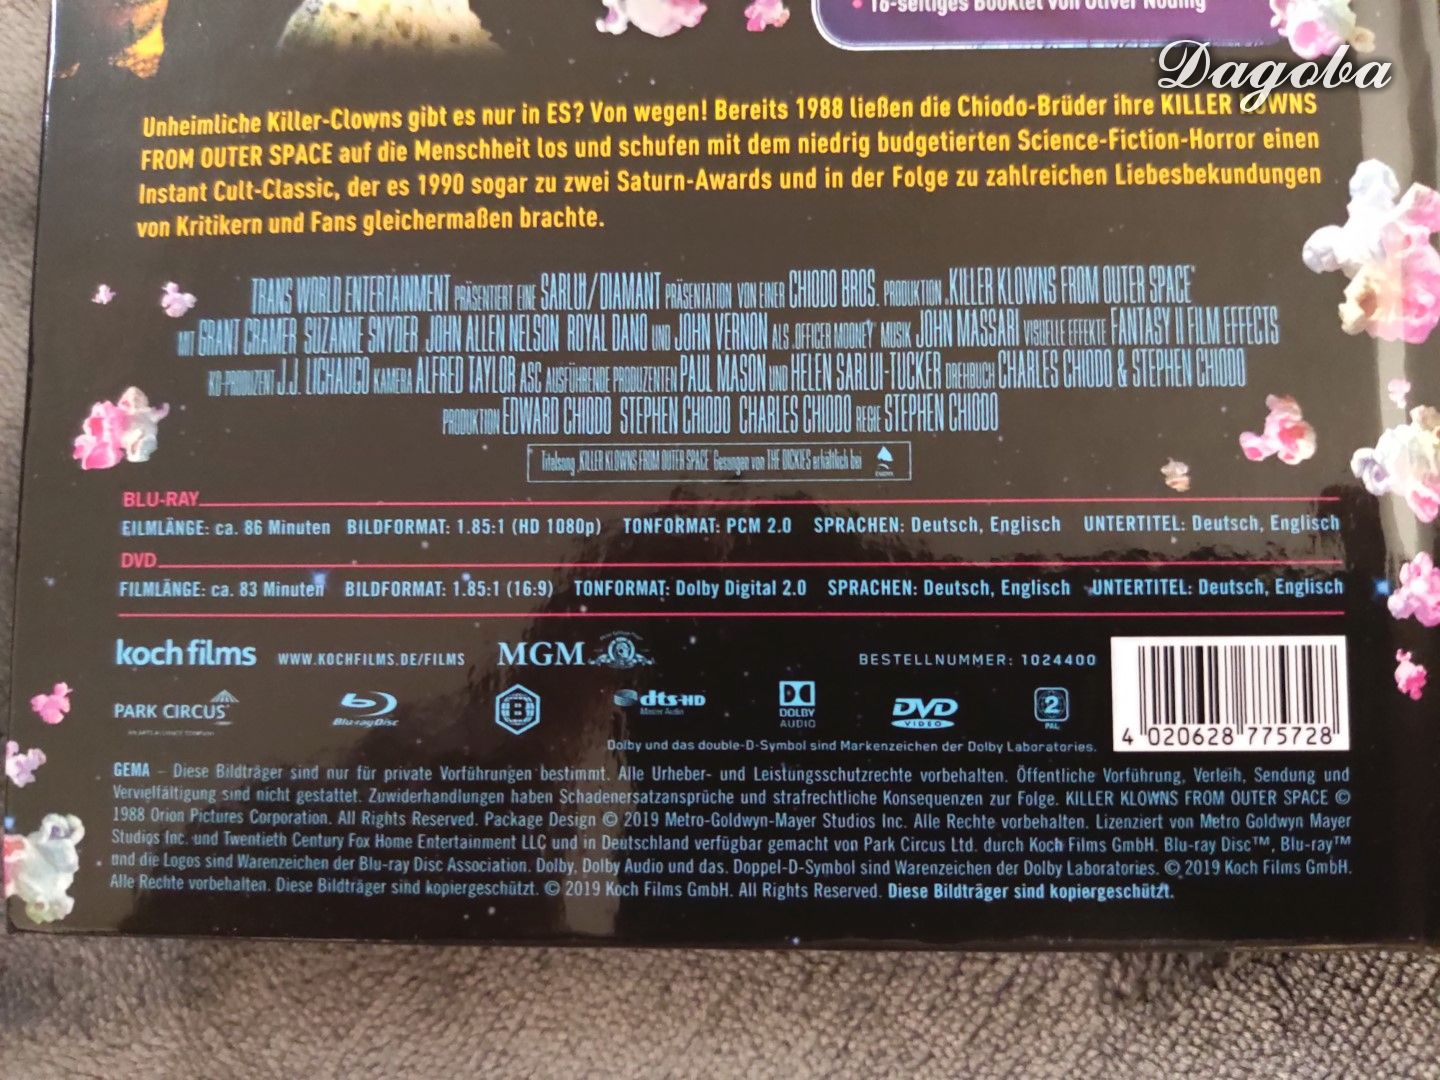 16-seitiges Booklet von Oliver Nöding
Dagoba
Unheimliche Killer-Clowns gibt es nur in ES? Von wegen! Bereits 1988 ließen die Chiodo-Brüder ihre KILLER KLOWNS
FROM OUTER SPACE auf die Menschheit los und schufen mit dem niedrig budgetierten Science-Fiction-Horror einen
Instant Cult-Classic, der es 1990 sogar zu zwei Saturn-Awards und in der Folge zu zahlreichen Liebesbekundungen
von Kritikern und Fans gleichermaßen brachte.
TRANS WORLD ENTERTAINMENT PRÄSENTIERT EINE SARLUI/DIAMANT PRÄSENTATION VON EINER CHIODO BROS. PRODUKTION „KILLER KLOWNS FROM OUTER SPACE"
MIT GRANT CRAMER SUZANNE SNYDER JOHN ALLEN NELSON ROYAL DANO UND JOHN VERNON ALS „OFFICER MOONEY" MUSIK JOHN MASSARI VISUELLE EFFEKTE FANTASY II FILM EFFECTS
KO-PRODUZENT J.J. LICHAUCO KAMERA ALFRED TAYLOR ASC AUSFÜHRENDE PRODUZENTEN PAUL MASON UND HELEN SARLUI-TUCKER DREHBUCH CHARLES CHIODO & STEPHEN CHIODO
PRODUKTION EDWARD CHIODO STEPHEN CHIODO CHARLES CHIODO REGIE STEPHEN CHIODO
Titelsong „KILLER KLOWNS FROM OUTER SPACE" Gesungen von THE DICKIES erhältlich bei
BLU-RAY
FILMLÄNGE: ca. 86 Minuten BILDFORMAT: 1.85:1 (HD 1080p) TONFORMAT: PCM 2.0 SPRACHEN: Deutsch, Englisch UNTERTITEL: Deutsch, Englisch
DVD
FILMLÄNGE: ca. 83 Minuten BILDFORMAT: 1.85:1 (16:9) TONFORMAT: Dolby Digital 2.0 SPRACHEN: Deutsch, Englisch UNTERTITEL: Deutsch, Englisch
koch films WWW.KOCHFILMS.DE/FILMS MGM BESTELLNUMMER: 1024400
PARK CIRCUS Blu-ray Disc B dts-HD Master Audio DOLBY AUDIO DVD VIDEO 2 PAL
AN ARTS ALLIANCE COMPANY
4 020628 775728
Dolby und das double-D-Symbol sind Markenzeichen der Dolby Laboratories.
GEMA – Diese Bildträger sind nur für private Vorführungen bestimmt. Alle Urheber- und Leistungsschutzrechte vorbehalten. Öffentliche Vorführung, Verleih, Sendung und
Vervielfältigung sind nicht gestattet. Zuwiderhandlungen haben Schadenersatzansprüche und strafrechtliche Konsequenzen zur Folge. KILLER KLOWNS FROM OUTER SPACE ©
1988 Orion Pictures Corporation. All Rights Reserved. Package Design © 2019 Metro-Goldwyn-Mayer Studios Inc. Alle Rechte vorbehalten. Lizenziert von Metro Goldwyn Mayer
Studios Inc. und Twentieth Century Fox Home Entertainment LLC und in Deutschland verfügbar gemacht von Park Circus Ltd. durch Koch Films GmbH. Blu-ray Disc™, Blu-ray™
und die Logos sind Warenzeichen der Blu-ray Disc Association. Dolby, Dolby Audio und das. Doppel-D-Symbol sind Warenzeichen der Dolby Laboratories. © 2019 Koch Films GmbH.
Alle Rechte vorbehalten. Diese Bildträger sind kopiergeschützt. © 2019 Koch Films GmbH. All Rights Reserved. Diese Bildträger sind kopiergeschützt.